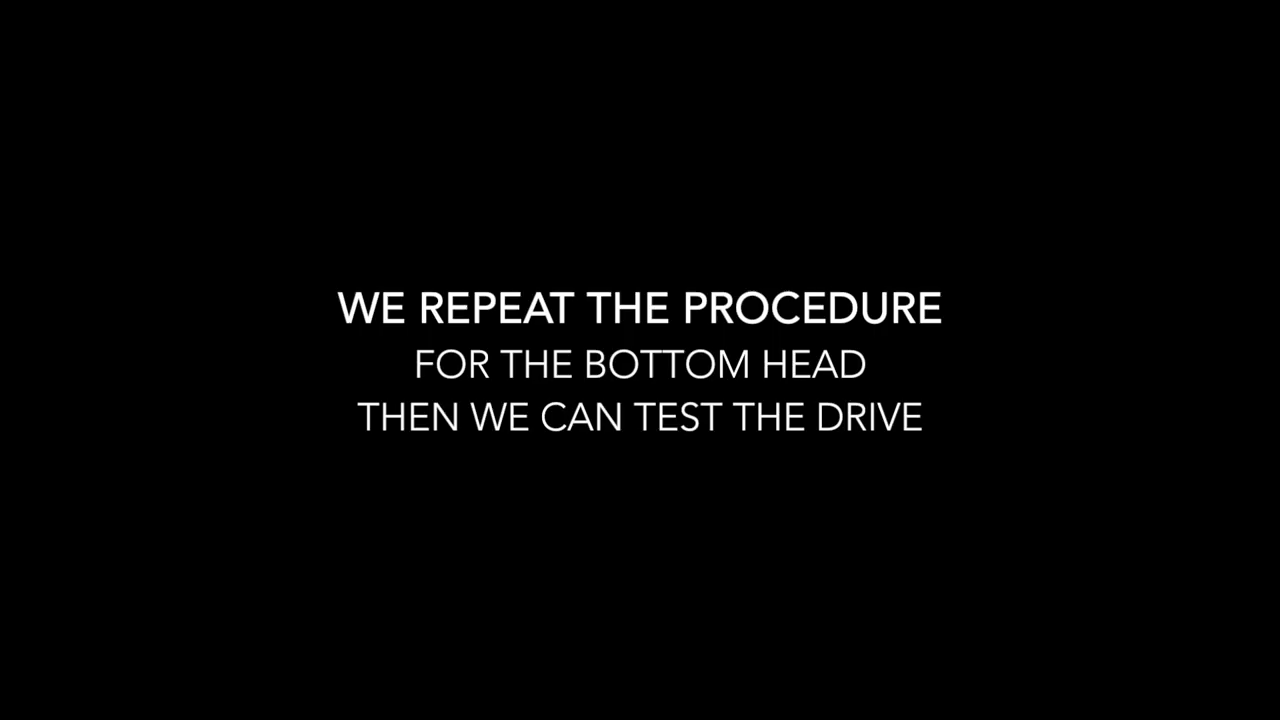 WE REPEAT THE PROCEDURE
FOR THE BOTTOM HEAD
THEN WE CAN TEST THE DRIVE